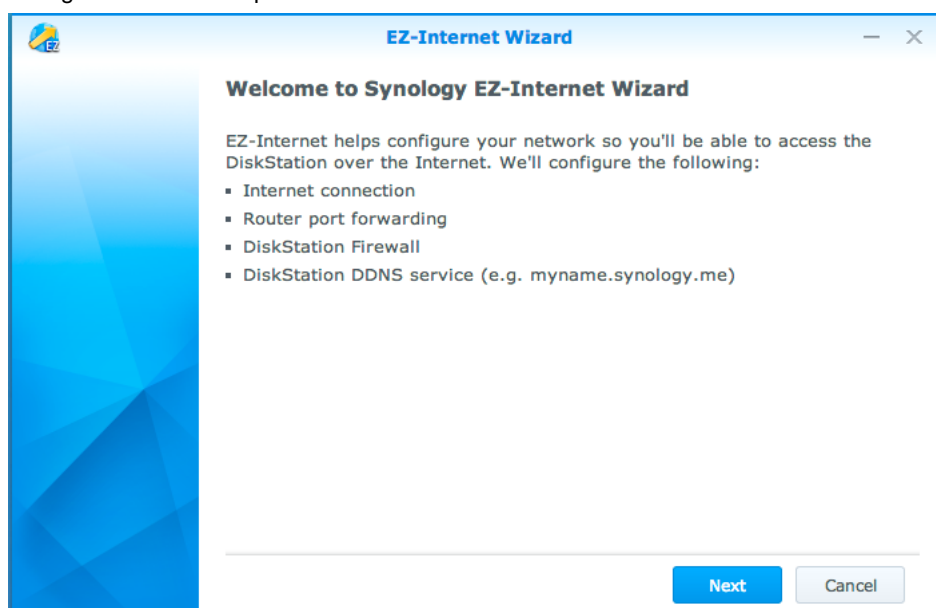 EZ-Internet Wizard
EZ
Welcome to Synology EZ-Internet Wizard
EZ-Internet helps configure your network so you'll be able to access the
DiskStation over the Internet. We'll configure the following:
▪ Internet connection
▪ Router port forwarding
▪ DiskStation Firewall
▪ DiskStation DDNS service (e.g. myname.synology.me)
Next Cancel